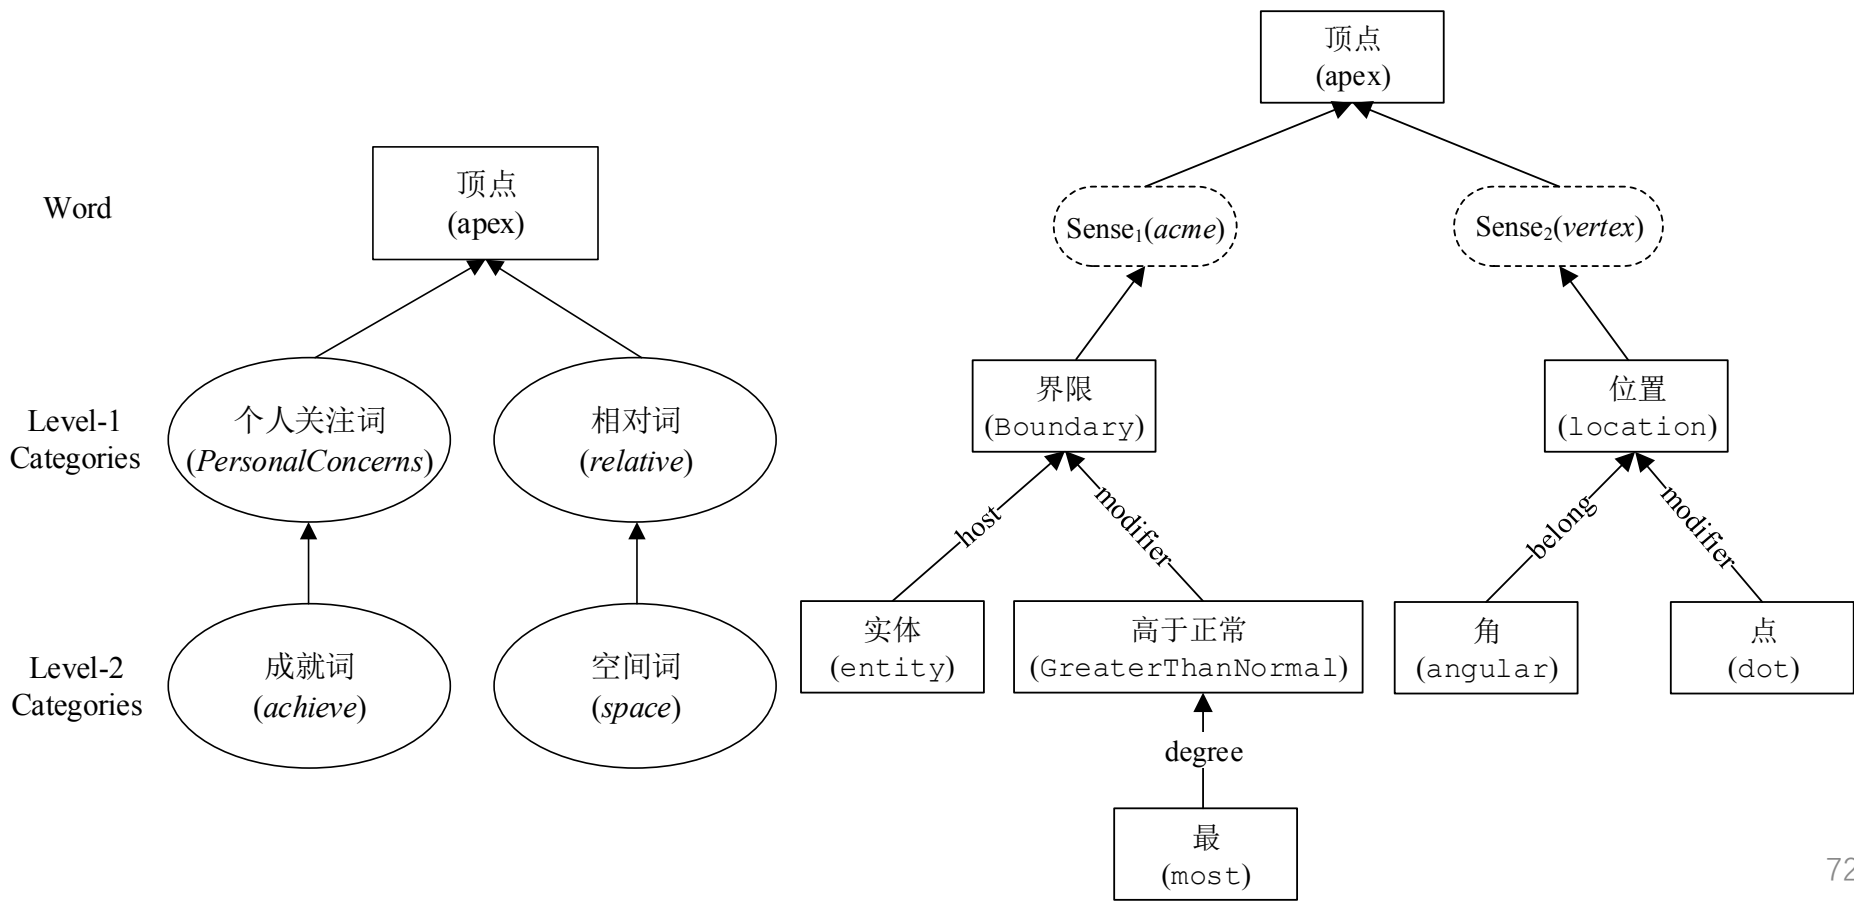 Word
顶点
(apex)
Level-1
Categories
个人关注词
(PersonalConcerns)
相对词
(relative)
Level-2
Categories
成就词
(achieve)
空间词
(space)
顶点
(apex)
Sense₁(acme)
Sense₂(vertex)
界限
(Boundary)
位置
(location)
host
modifier
belong
modifier
实体
(entity)
高于正常
(GreaterThanNormal)
角
(angular)
点
(dot)
degree
最
(most)
72